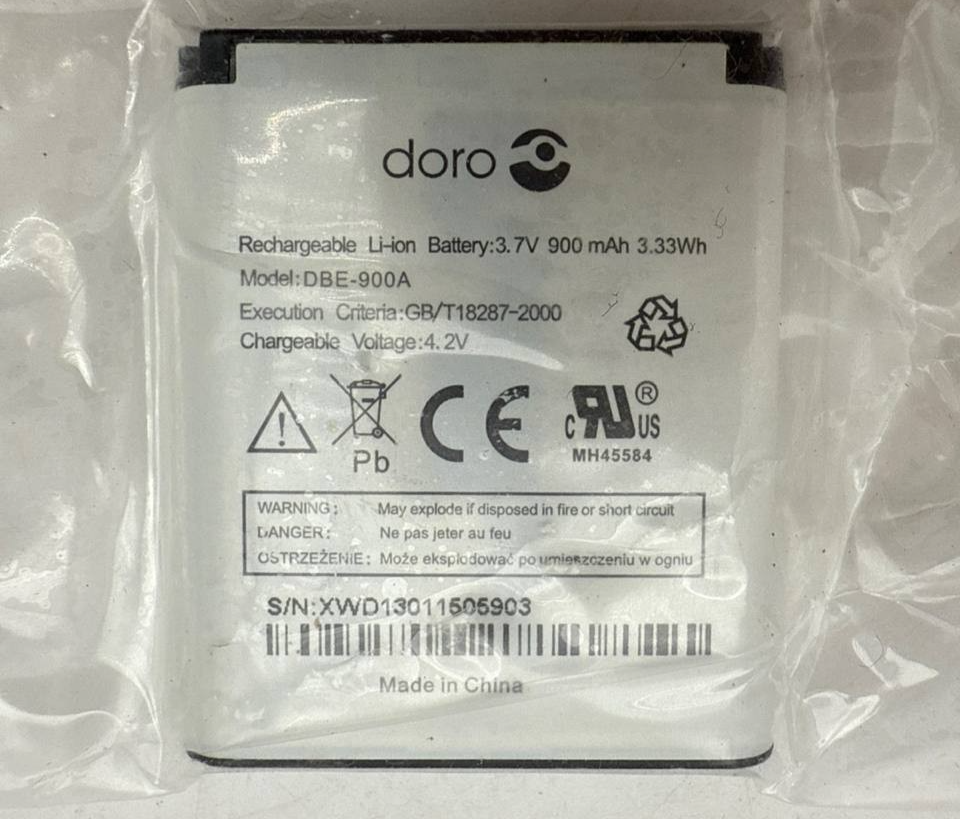 doro
Rechargeable Li-ion Battery:3.7V 900 mAh 3.33Wh
Model:DBE-900A
Execution Criteria:GB/T18287-2000
Chargeable Voltage:4.2V
Pb
CE
c RU ® US
MH45584
WARNING: May explode if disposed in fire or short circuit
DANGER: Ne pas jeter au feu
OSTRZEŻENIE: Może eksplodować po umieszczeniu w ogniu
S/N:XWD13011505903
Made in China